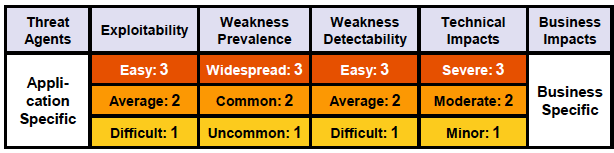 Threat Agents Exploitability Weakness Prevalence Weakness Detectability Technical Impacts Business Impacts
Appli-
cation
Specific
Easy: 3 Widespread: 3 Easy: 3 Severe: 3
Average: 2 Common: 2 Average: 2 Moderate: 2
Difficult: 1 Uncommon: 1 Difficult: 1 Minor: 1
Business
Specific